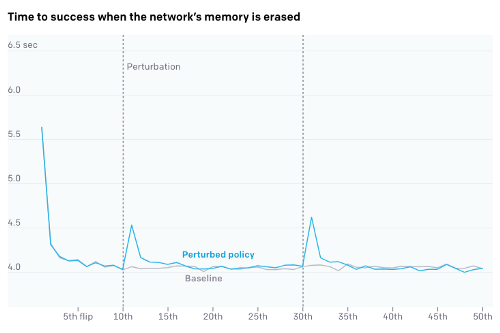 Time to success when the network's memory is erased
6.5 sec
Perturbation
6.0
5.5
5.0
4.5
Perturbed policy
4.0
Baseline
5th flip 10th 15th 20th 25th 30th 35th 40th 45th 50th